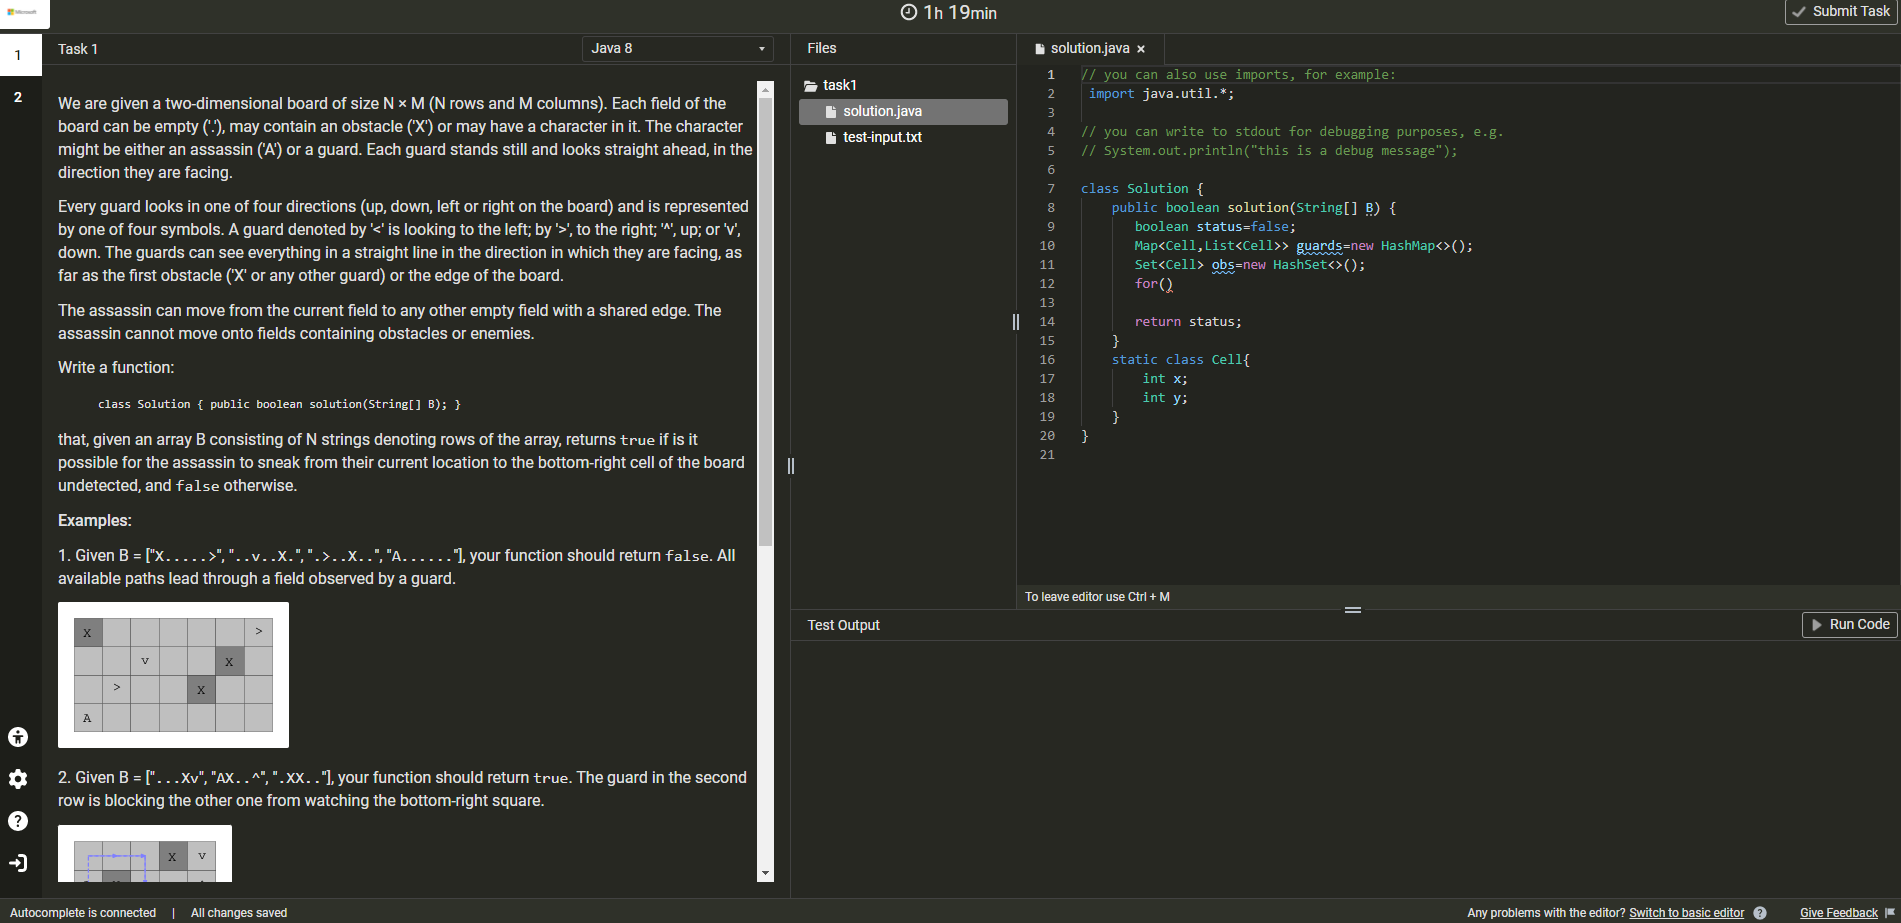 Microsoft
1h 19min
Submit Task
1
2
Task 1
Java 8
We are given a two-dimensional board of size N × M (N rows and M columns). Each field of the
board can be empty ('.'), may contain an obstacle ('X') or may have a character in it. The character
might be either an assassin ('A') or a guard. Each guard stands still and looks straight ahead, in the
direction they are facing.
Every guard looks in one of four directions (up, down, left or right on the board) and is represented
by one of four symbols. A guard denoted by '<' is looking to the left; by '>', to the right; '^', up; or 'v',
down. The guards can see everything in a straight line in the direction in which they are facing, as
far as the first obstacle ('X' or any other guard) or the edge of the board.
The assassin can move from the current field to any other empty field with a shared edge. The
assassin cannot move onto fields containing obstacles or enemies.
Write a function:
class Solution { public boolean solution(String[] B); }
that, given an array B consisting of N strings denoting rows of the array, returns true if is it
possible for the assassin to sneak from their current location to the bottom-right cell of the board
undetected, and false otherwise.
Examples:
1. Given B = ["X.....>", "..v..X.", ".>..X..", "A......"], your function should return false. All
available paths lead through a field observed by a guard.
X >
v X
> X
A
2. Given B = ["...Xv", "AX..^", ".XX.."], your function should return true. The guard in the second
row is blocking the other one from watching the bottom-right square.
X v
Files
task1
solution.java
test-input.txt
solution.java ×
1 // you can also use imports, for example:
2 import java.util.*;
3
4 // you can write to stdout for debugging purposes, e.g.
5 // System.out.println("this is a debug message");
6
7 class Solution {
8 public boolean solution(String[] B) {
9 boolean status=false;
10 Map<Cell,List<Cell>> guards=new HashMap<>();
11 Set<Cell> obs=new HashSet<>();
12 for()
13
14 return status;
15 }
16 static class Cell{
17 int x;
18 int y;
19 }
20 }
21
To leave editor use Ctrl + M
Test Output
Run Code
Autocomplete is connected | All changes saved
Any problems with the editor? Switch to basic editor ? Give Feedback